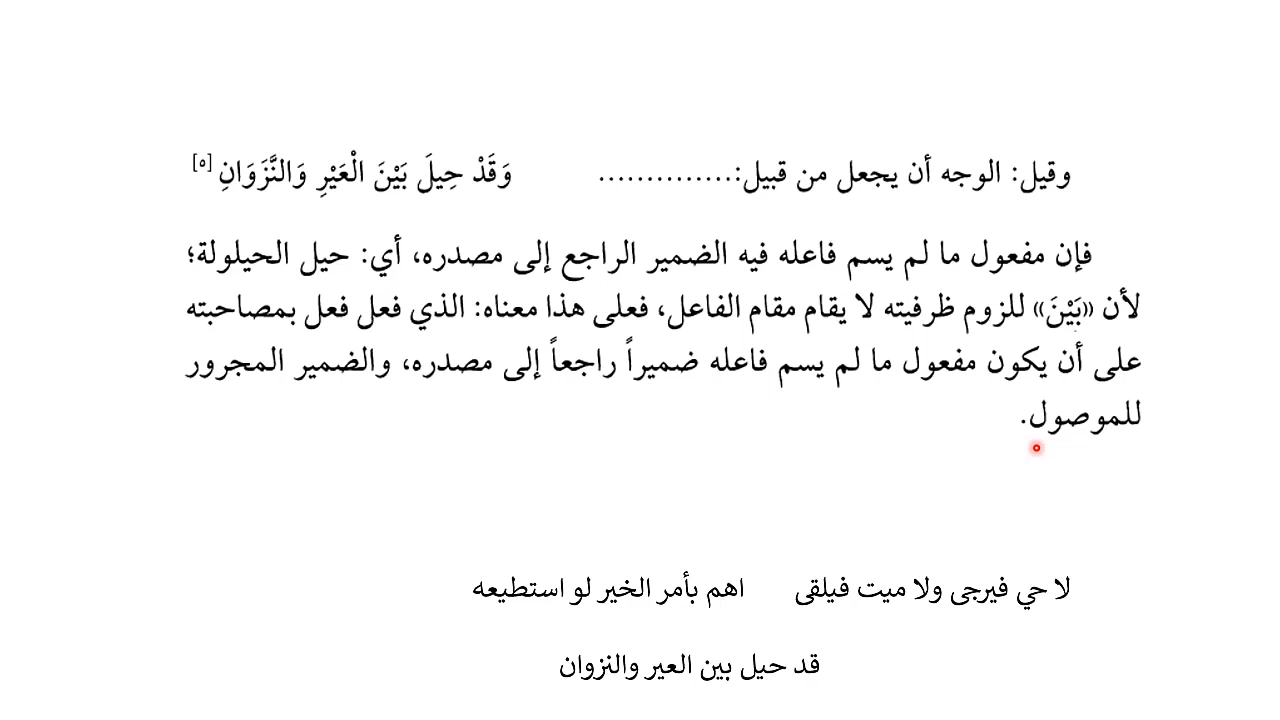 وقيل: الوجه أن يجعل من قبيل:.............. وَقَدْ حِيلَ بَيْنَ الْعَيْرِ وَالنَّزَوَانِ [٥]
فإن مفعول ما لم يسم فاعله فيه الضمير الراجع إلى مصدره، أي: حيل الحيلولة؛
لأن «بَيْنَ» للزوم ظرفيته لا يقام مقام الفاعل، فعلى هذا معناه: الذي فعل فعل بمصاحبته
على أن يكون مفعول ما لم يسم فاعله ضميراً راجعاً إلى مصدره، والضمير المجرور
للموصول.
لا حي فيرجى ولا ميت فيلقى اهم بأمر الخير لو استطيعه
قد حيل بين العير والنزوان